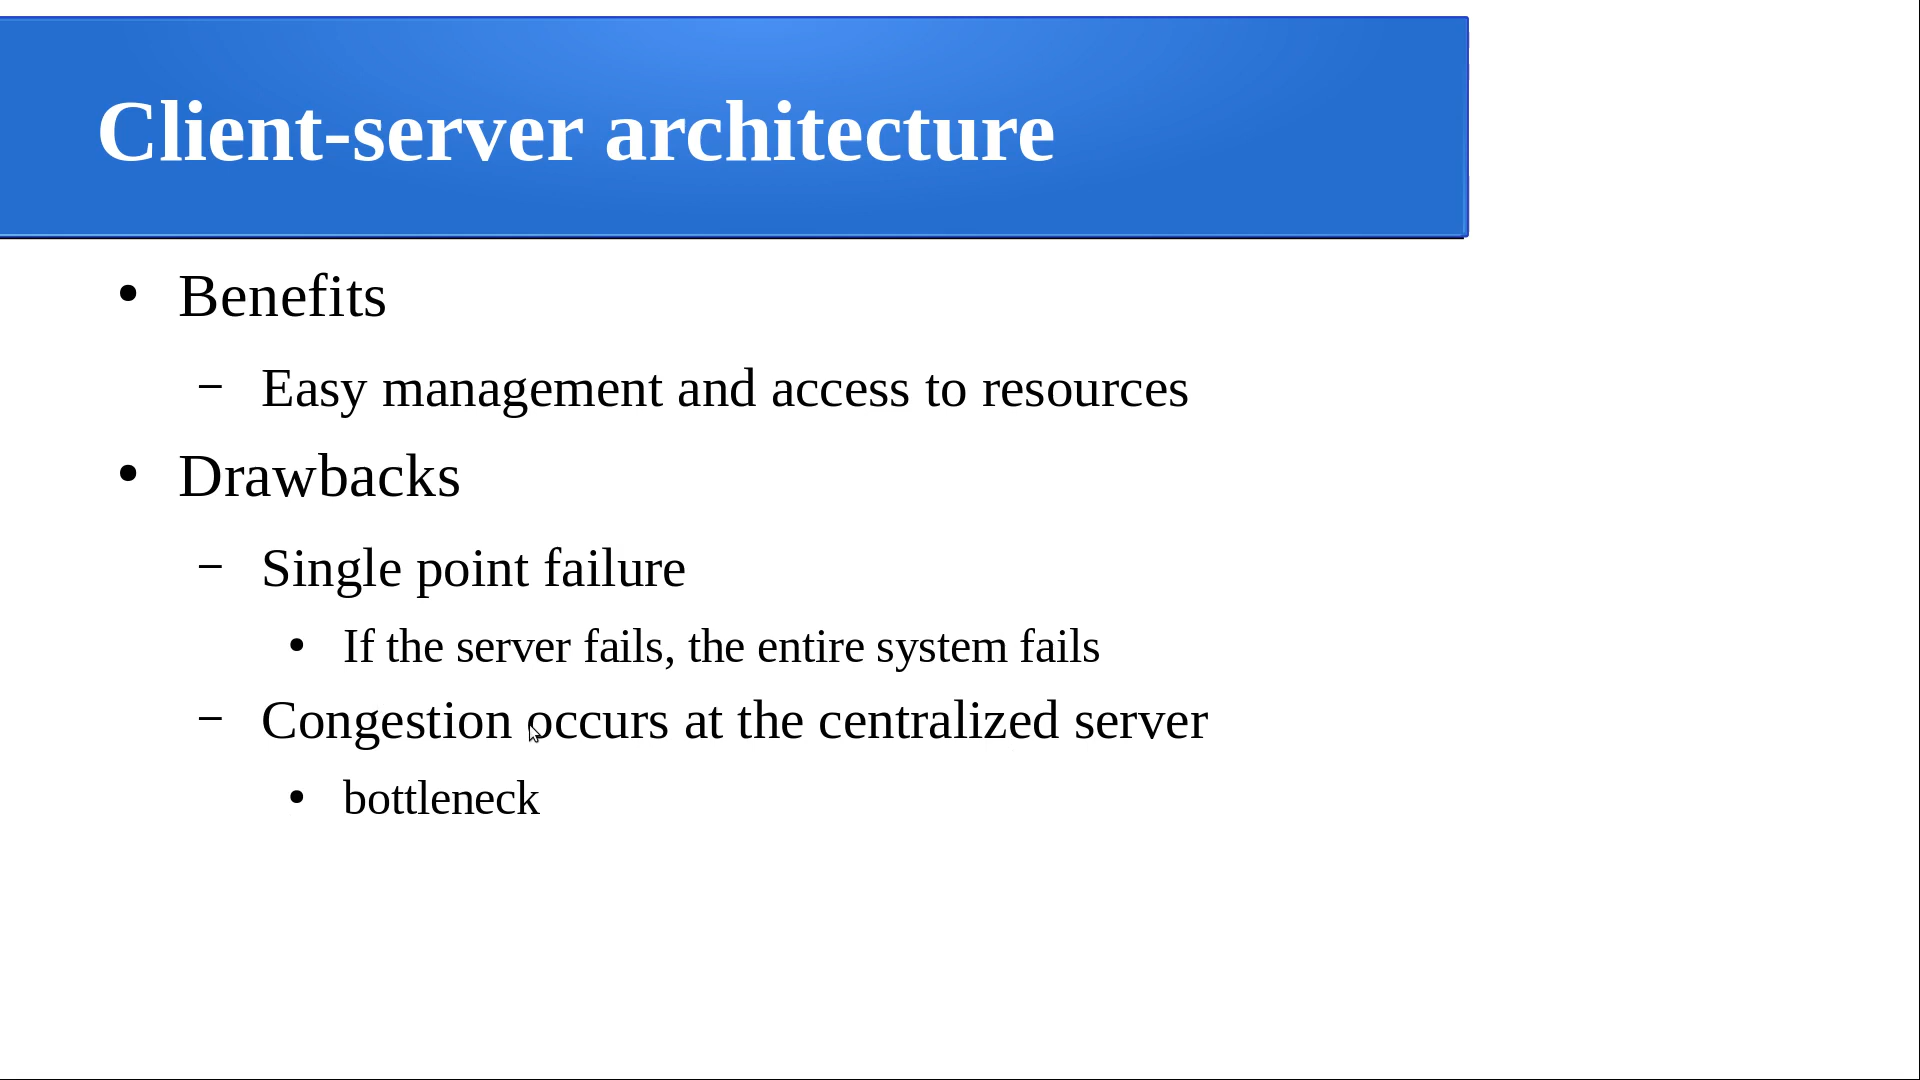 Client-server architecture
• Benefits
– Easy management and access to resources
• Drawbacks
– Single point failure
• If the server fails, the entire system fails
– Congestion occurs at the centralized server
• bottleneck